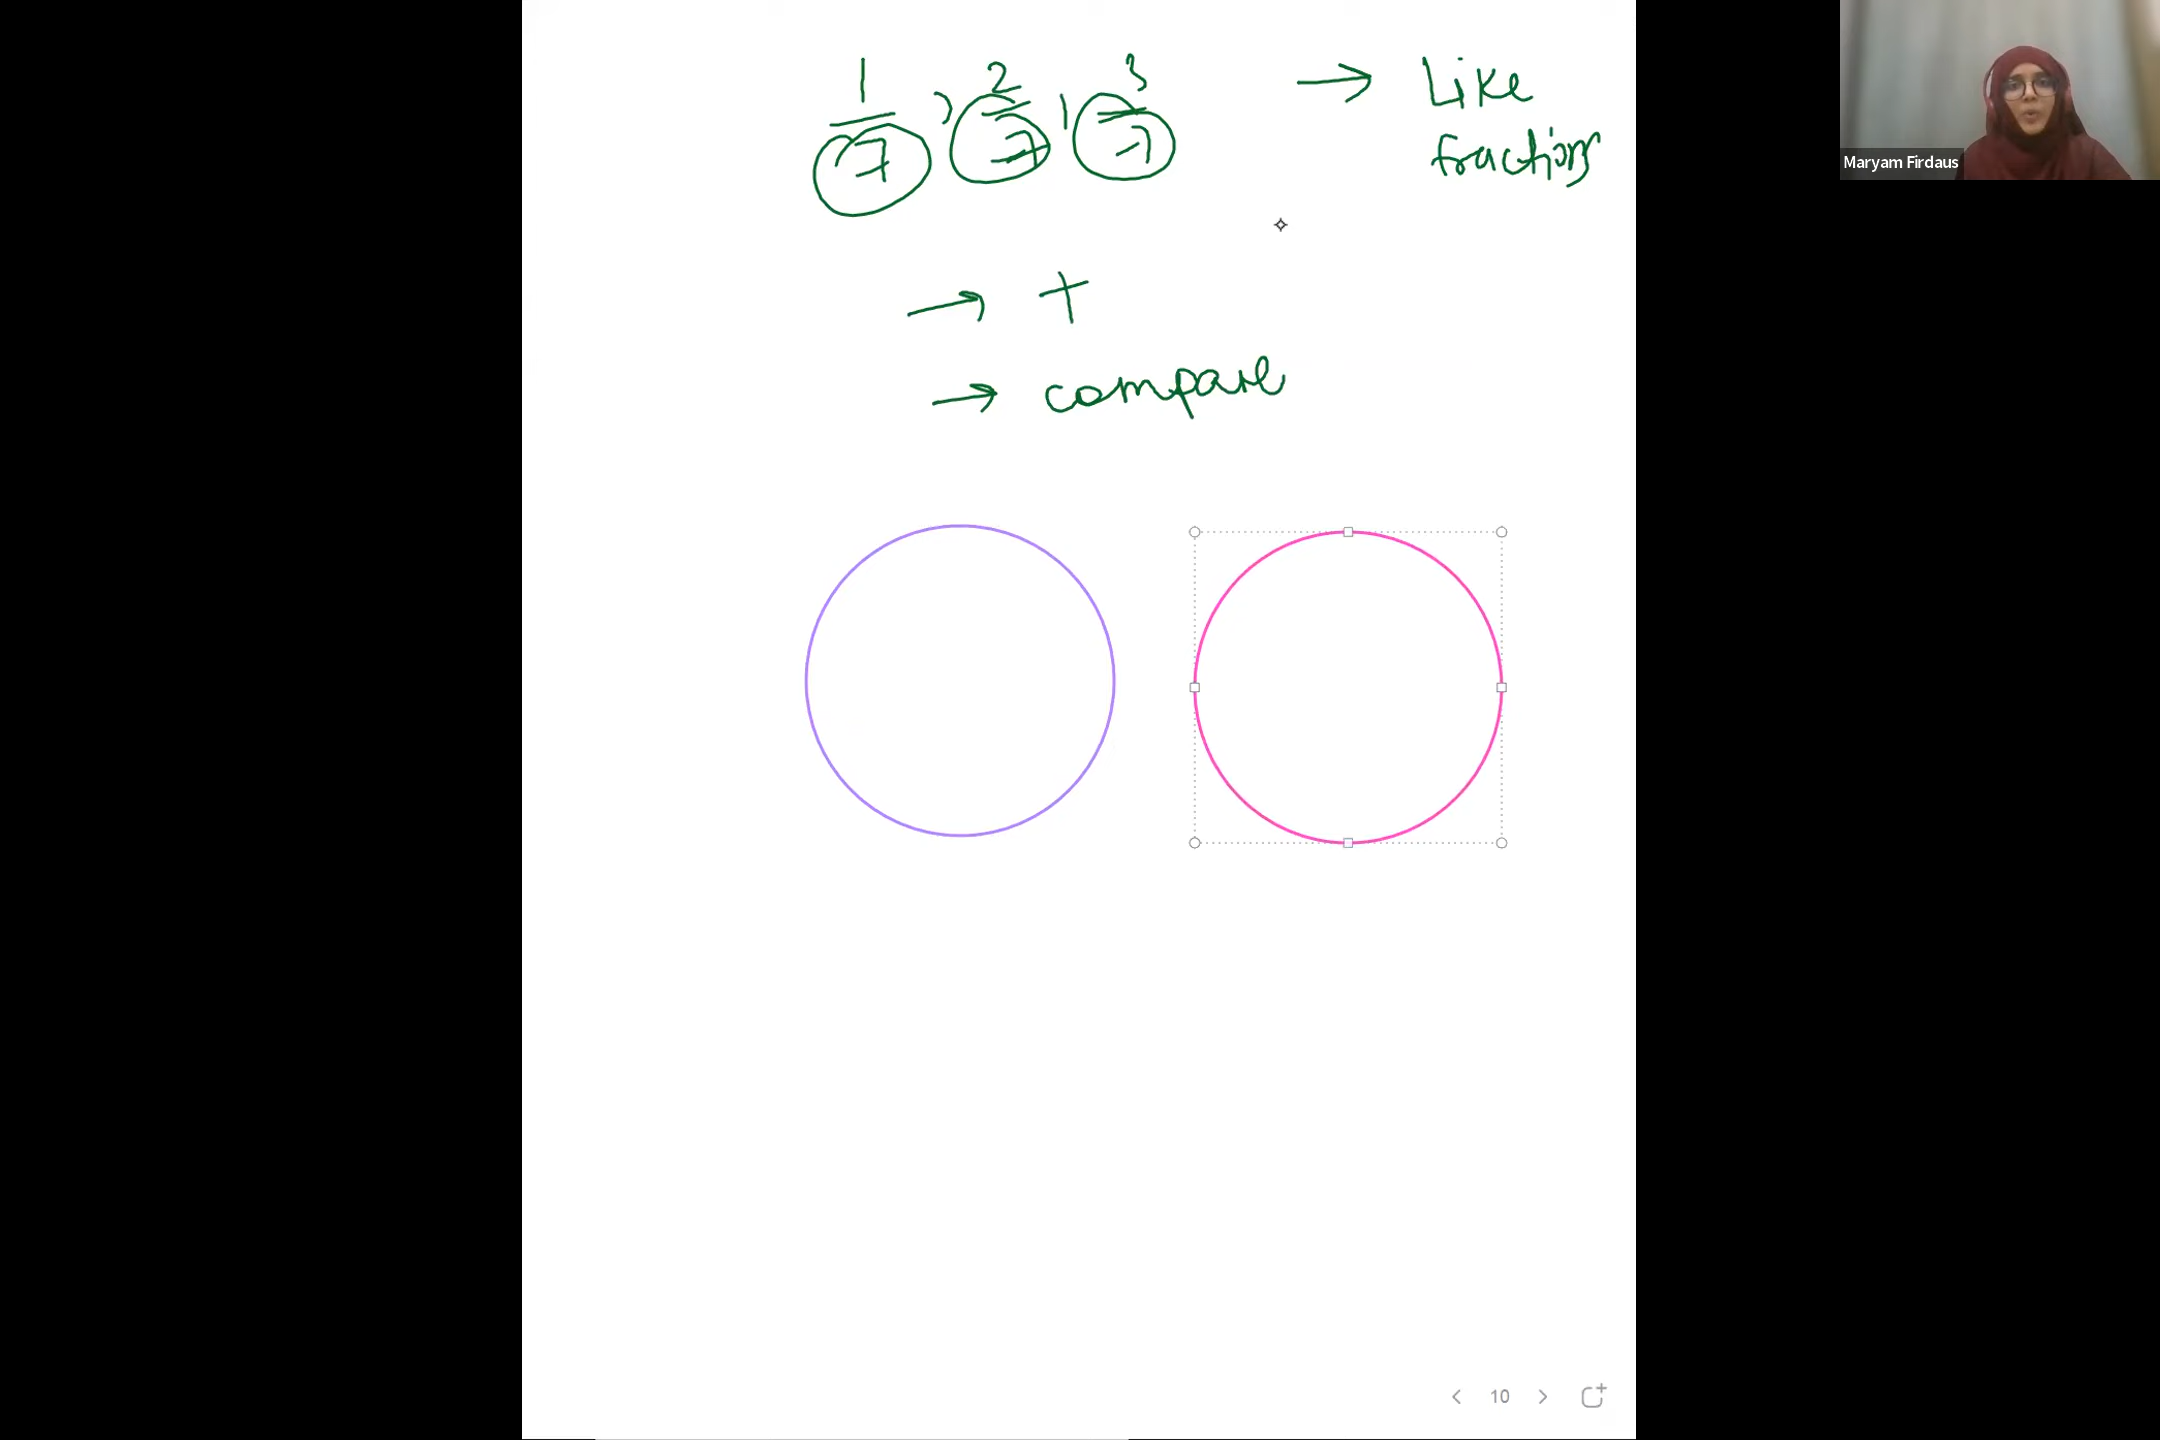 1/7, 2/7, 3/7 → Like
fractions
→ +
→ compare
Maryam Firdaus
10